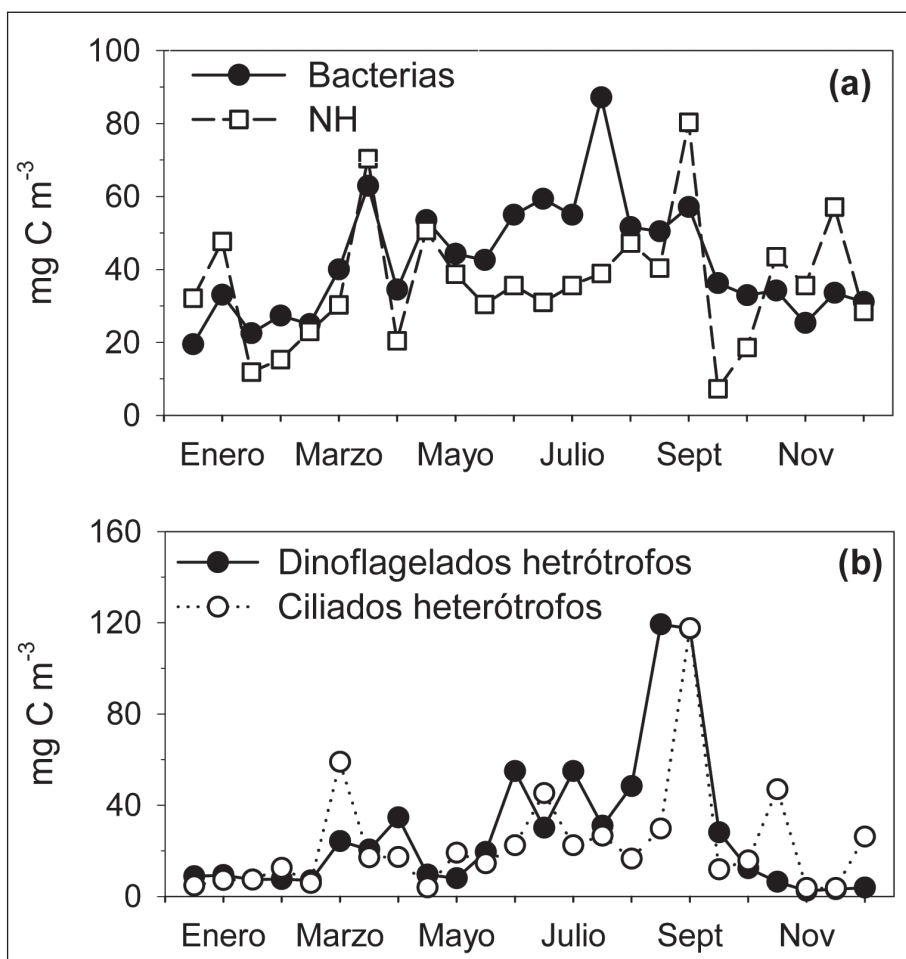 (a)
Bacterias
NH
mg C m-3
100
80
60
40
20
0
Enero Marzo Mayo Julio Sept Nov
(b)
Dinoflagelados hetrótrofos
Ciliados heterótrofos
mg C m-3
160
120
80
40
0
Enero Marzo Mayo Julio Sept Nov